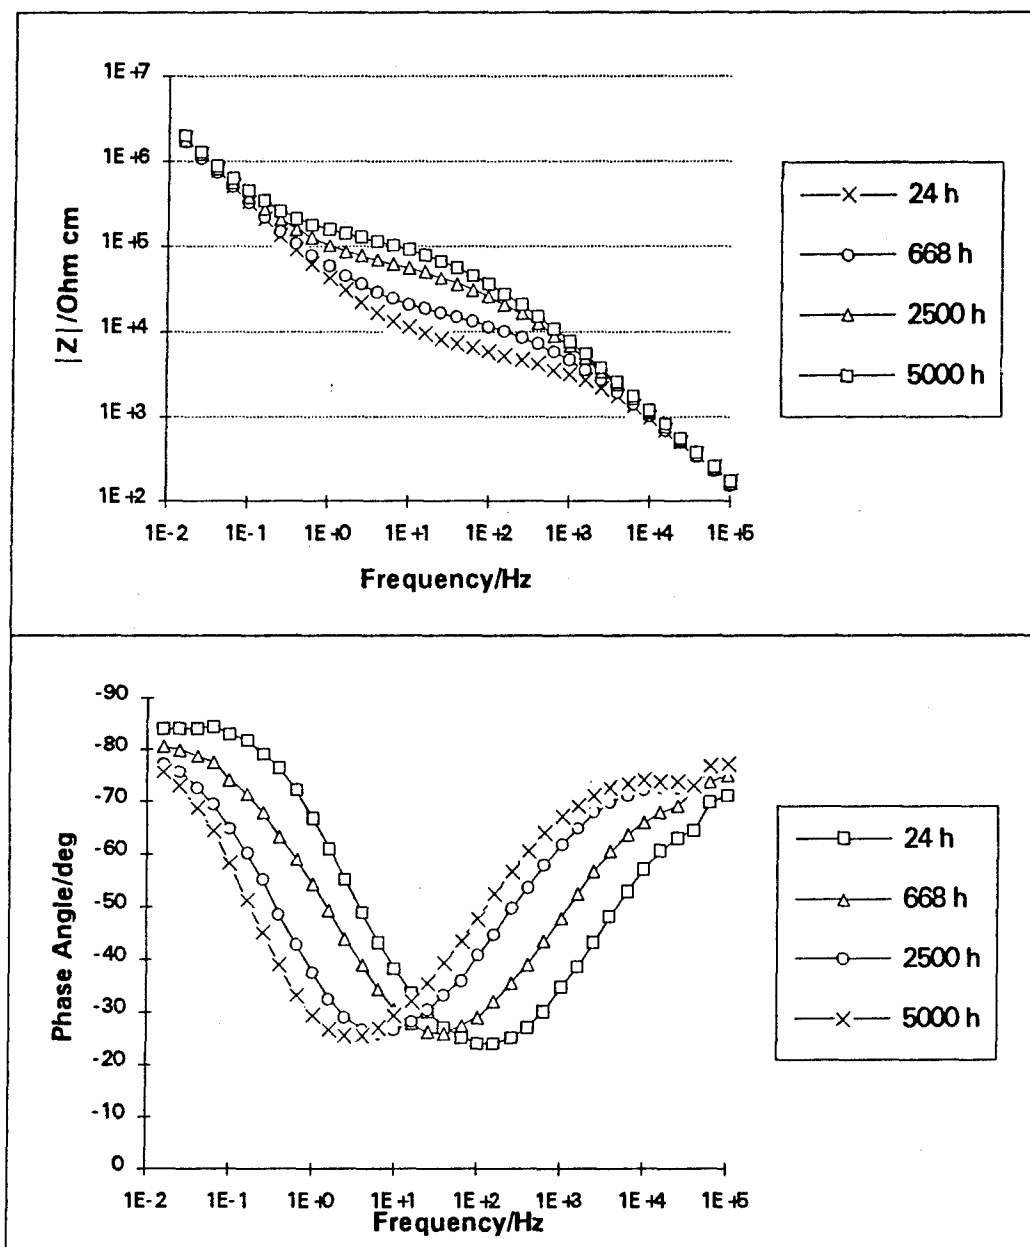 1E+7
1E+6
1E+5
1E+4
1E+3
1E+2
|Z|/Ohm cm
1E-2 1E-1 1E+0 1E+1 1E+2 1E+3 1E+4 1E+5
Frequency/Hz
24 h
668 h
2500 h
5000 h
-90
-80
-70
-60
-50
-40
-30
-20
-10
0
Phase Angle/deg
1E-2 1E-1 1E+0 1E+1 1E+2 1E+3 1E+4 1E+5
Frequency/Hz
24 h
668 h
2500 h
5000 h